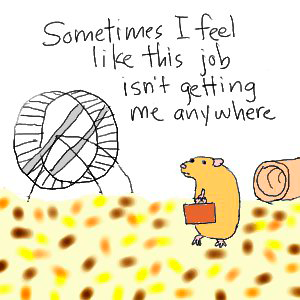 Sometimes I feel
like this job
isn't getting
me anywhere